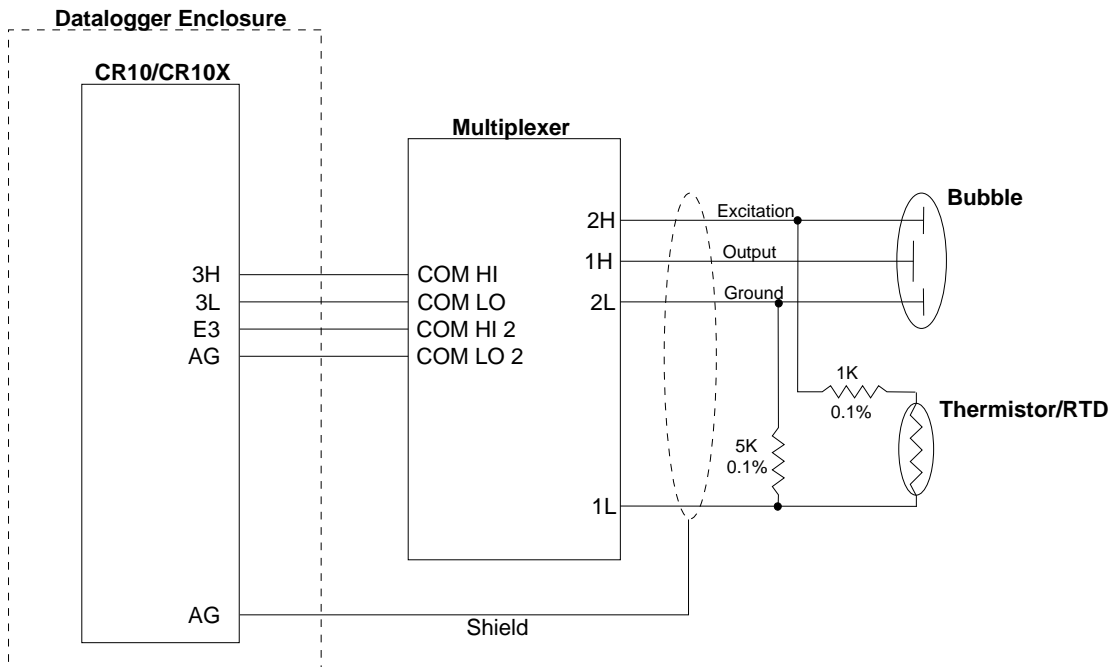 Datalogger Enclosure
CR10/CR10X
Multiplexer
Bubble
2H
Excitation
1H
Output
2L
Ground
3H
COM HI
3L
COM LO
E3
COM HI 2
AG
COM LO 2
1K
0.1%
Thermistor/RTD
5K
0.1%
1L
AG
Shield